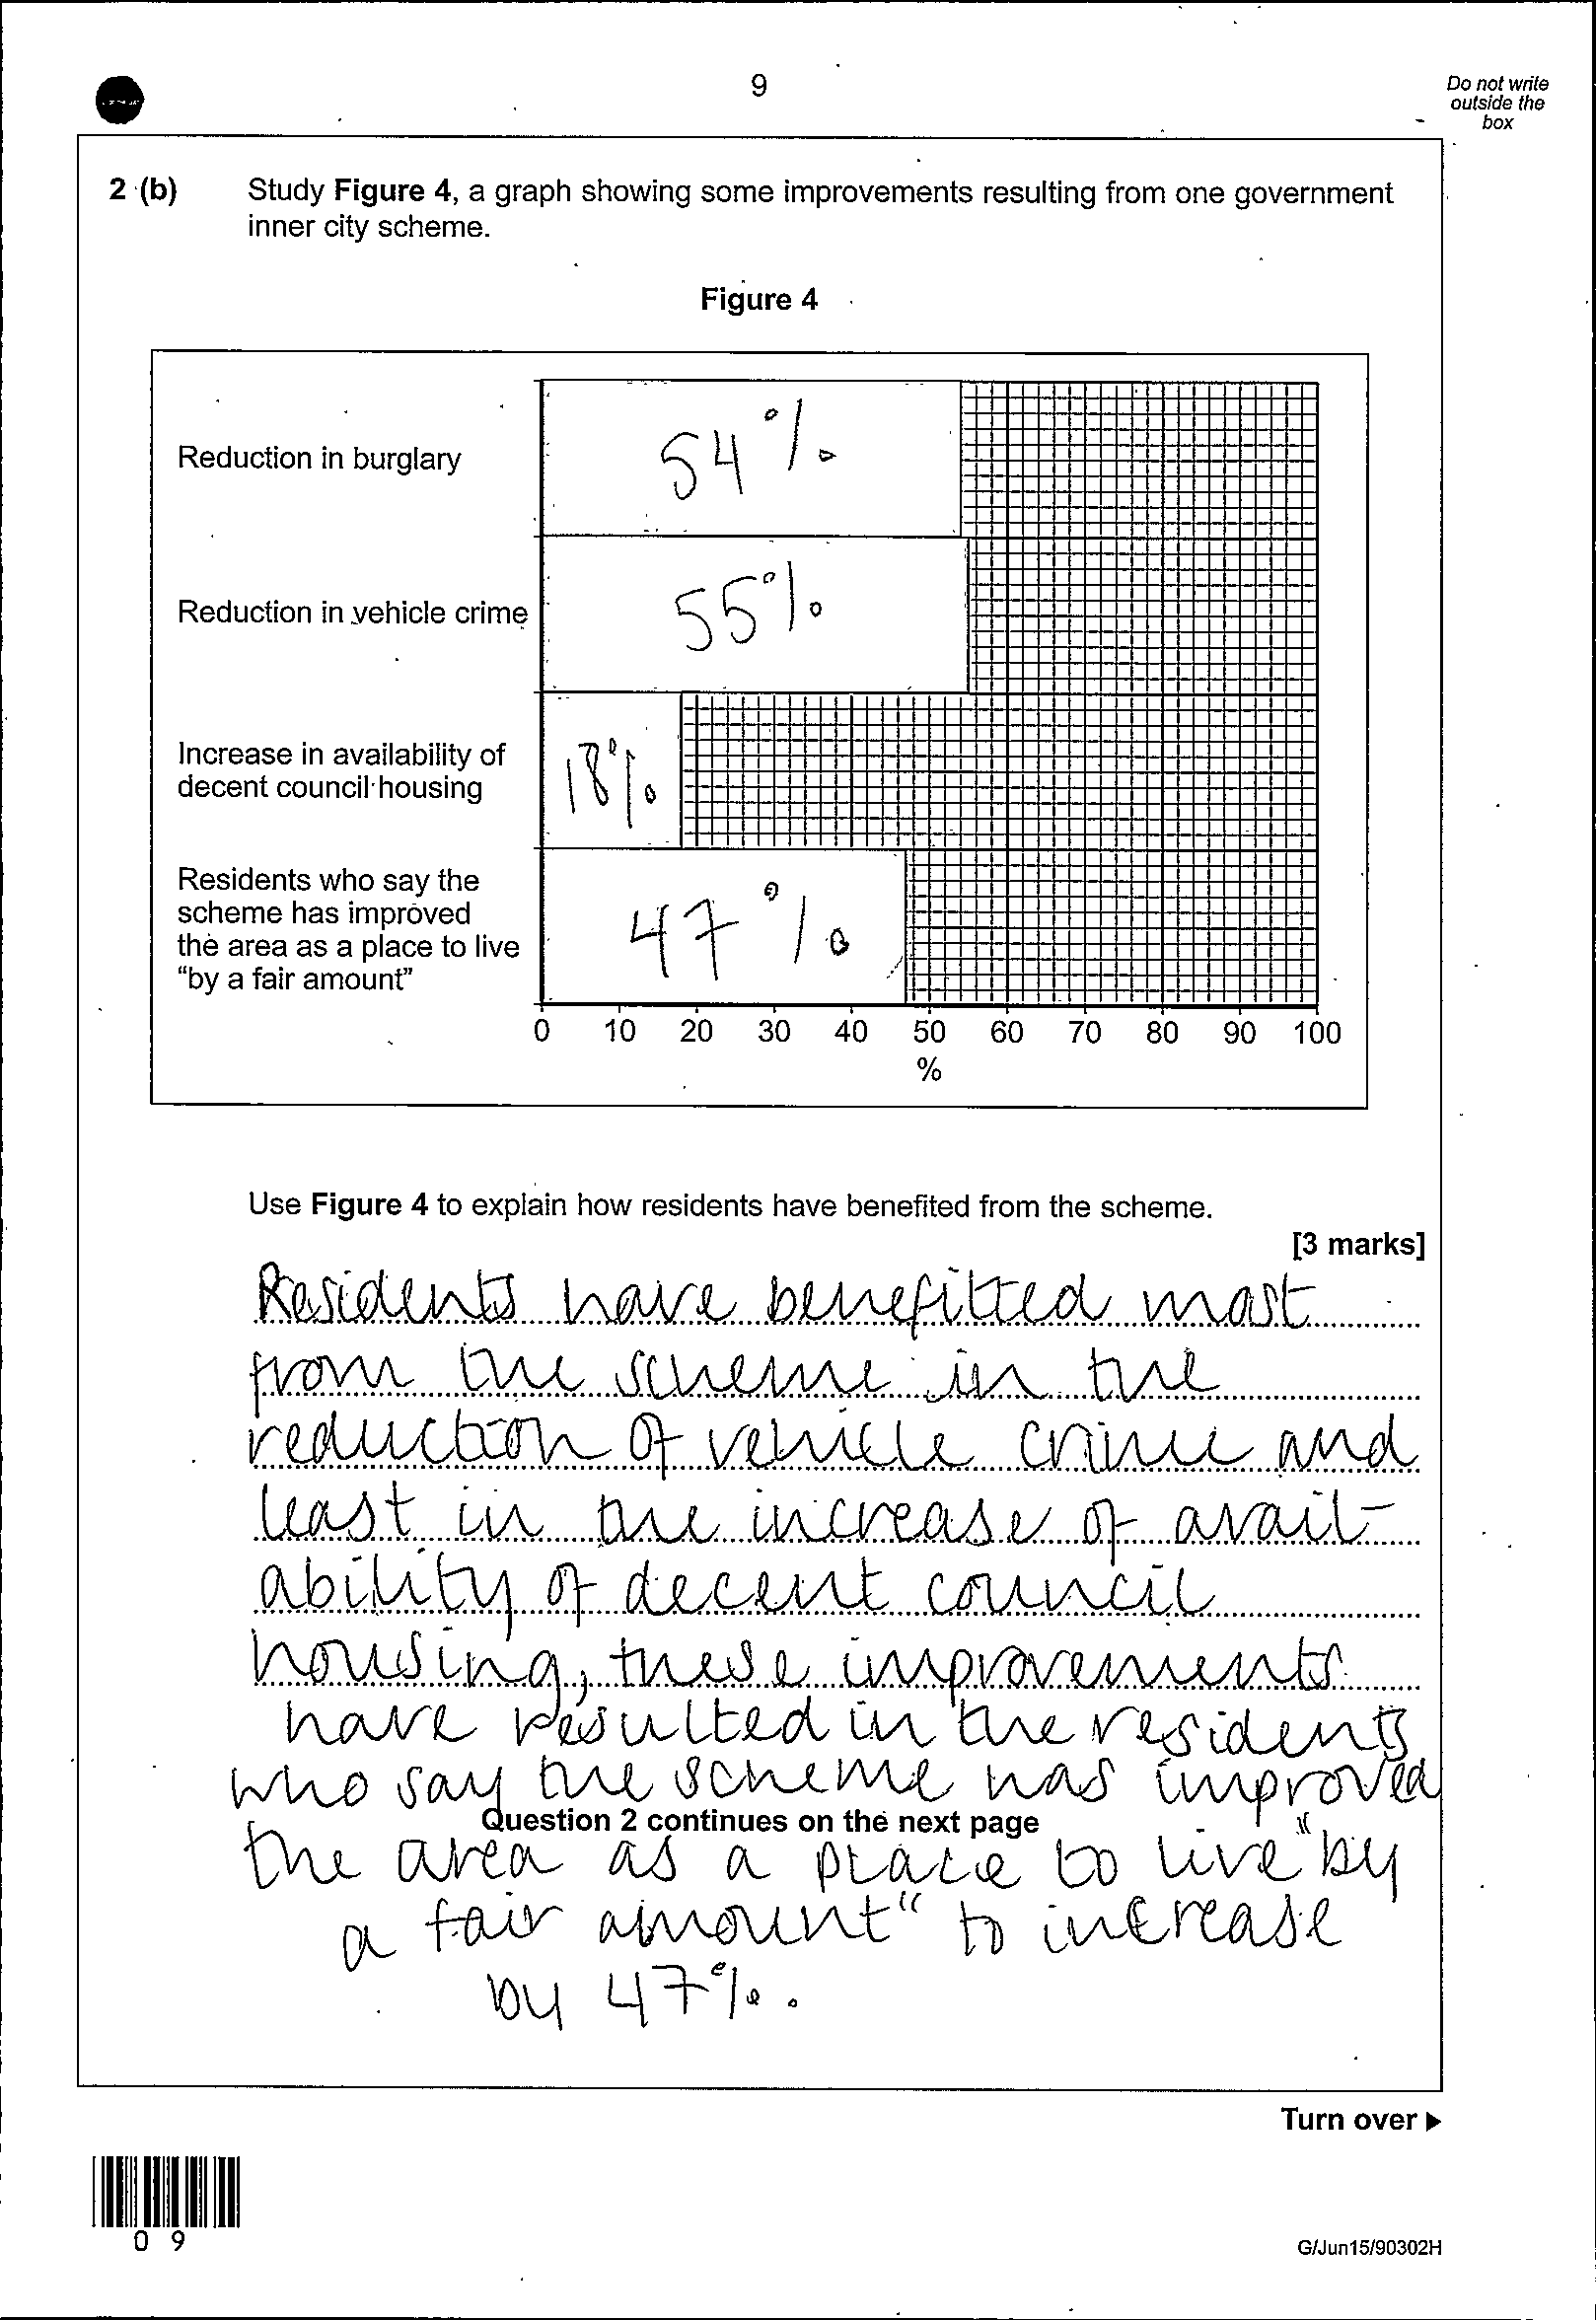 9
Do not write
outside the
box
2 (b) Study Figure 4, a graph showing some improvements resulting from one government
inner city scheme.
Figure 4
Reduction in burglary
54%
Reduction in vehicle crime
55%
Increase in availability of
decent council housing
18%
Residents who say the
scheme has improved
the area as a place to live
"by a fair amount"
47%
0 10 20 30 40 50 60 70 80 90 100
%
Use Figure 4 to explain how residents have benefited from the scheme.
[3 marks]
Residents have benefitted most
from the scheme in the
reduction of vehicle crime and
least in the increase of avail-
ability of decent council
housing, these improvements
have resulted in the residents
who say the scheme has improved
Question 2 continues on the next page
the area as a place to live "by
a fair amount" to increase
by 47%.
Turn over ►
0 9
G/Jun15/90302H